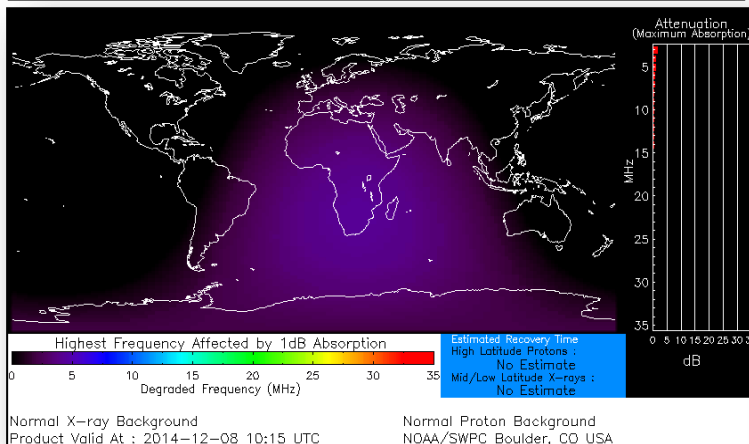 Attenuation
(Maximum Absorption)
5
10
15
20
25
30
35
MHz
0 5 10 15 20 25 30
dB
Highest Frequency Affected by 1dB Absorption
0 5 10 15 20 25 30 35
Degraded Frequency (MHz)
Estimated Recovery Time
High Latitude Protons :
No Estimate
Mid/Low Latitude X-rays :
No Estimate
Normal X-ray Background
Normal Proton Background
Product Valid At : 2014-12-08 10:15 UTC
NOAA/SWPC Boulder, CO USA